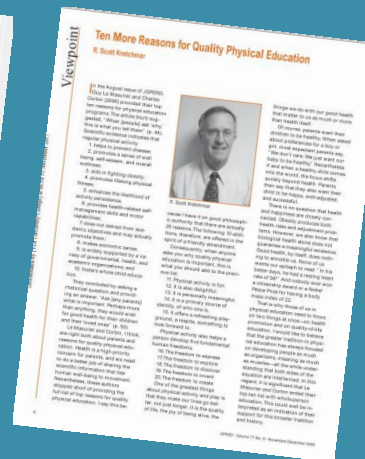 Viewpoint
Ten More Reasons for Quality Physical Education
R. Scott Kretchmar
In the August issue of JOPERD,
Guy Le Masurier and Charles
Corbin (2006) provided their top
ten reasons for quality physical education
programs. The article
gested, "When people ask 'why,'
this is what you tell them" (p. 44).
Scientific evidence indicates that
regular physical activity
1. helps to prevent disease;
2. promotes a sense of well
being, self-esteem, and overall
wellness;
3. aids in fighting obesity;
4. promotes lifelong physical
fitness;
5. enhances the likelihood of
activity persistence;
6. provides health-related self-
management skills and motor
capabilities;
7. does not detract from aca-
demic objectives and may actually
promote them;
8. makes economic sense;
9. is widely supported by a va-
riety of governmental, health, and
academic organizations; and
10. fosters whole child educa-
tion.
They concluded by asking a
rhetorical question and provid-
ing an answer. "Ask [any parents]
what is important. Perhaps more
than anything, they would say
for good health for their children
and their loved ones" (p. 50).
Le Masurier and Corbin, I think,
are right both about parents and
reasons for quality physical edu-
cation. Health is a high priority
concern for parents, and we need
to do a better job of sharing the
scientific information that ties
human well-being to movement.
Nevertheless, these authors
stopped short of providing the
full list of top reasons for quality
physical education. I say this be-
R. Scott Kretchmar
cause I have it on good philosoph-
ic authority that there are actually
20 reasons. The following 10 addi-
tions, therefore, are offered in the
spirit of a friendly amendment.
Consequently, when anyone
asks you why quality physical
education is important, this is
what you should add to the previ-
ous list:
11. Physical activity is fun.
12. It is also delightful.
13. It is personally meaningful.
14. It is a primary source of
identity, of who one is.
15. It offers a refreshing play-
ground, a respite, something to
look forward to.
Physical activity also helps a
person develop five fundamental
human freedoms:
16. The freedom to express
17. The freedom to explore
18. The freedom to discover
19. The freedom to invent
20. The freedom to create
One of the greatest things
about physical activity and play is
that they make our lives go bet-
ter, not just longer. It is the quality
of life, the joy of being alive, the
things we do with our good health
that matter to us as much or more
than health itself.
Of course, parents want their
children to be healthy. When asked
about preferences for a boy or
girl, most expectant parents say,
"We don't care. We just want our
baby to be healthy." Nevertheless
if and when a healthy child comes
into the world, the focus shifts
quickly beyond health. Parents
then say that they also want their
child to be happy, well-adjusted,
and successful.
There is no question that health
and happiness are closely con-
nected. Obesity produces both
health risks and adjustment prob-
lems. However, we also know that
biological health alone does not
guarantee a meaningful existence.
Good health, by itself, does noth-
ing to ennoble us. None of us
wants our epitaph to read: "In his
better days, he had a resting heart
rate of 54!" And nobody ever won
a citizenship award or a Nobel
Peace Prize for having a body
mass index of 22.
That is why those of us in
physical education need to focus
on two things at once—on health
promotion and on quality-of-life
education. I would like to believe
that the greater tradition in physi-
cal education has always focused
on developing people as much
as organisms, meaning as much
as muscles—all the while under-
standing that both sides of the
equation are intertwined. In this
regard, it is significant that Le
Masurier and Corbin ended their
top-ten list with whole-person
education. This could well be in-
terpreted as an indication of their
support for this broader tradition
and history.
JOPERD • Volume 77 No. 9 • November/December 2006